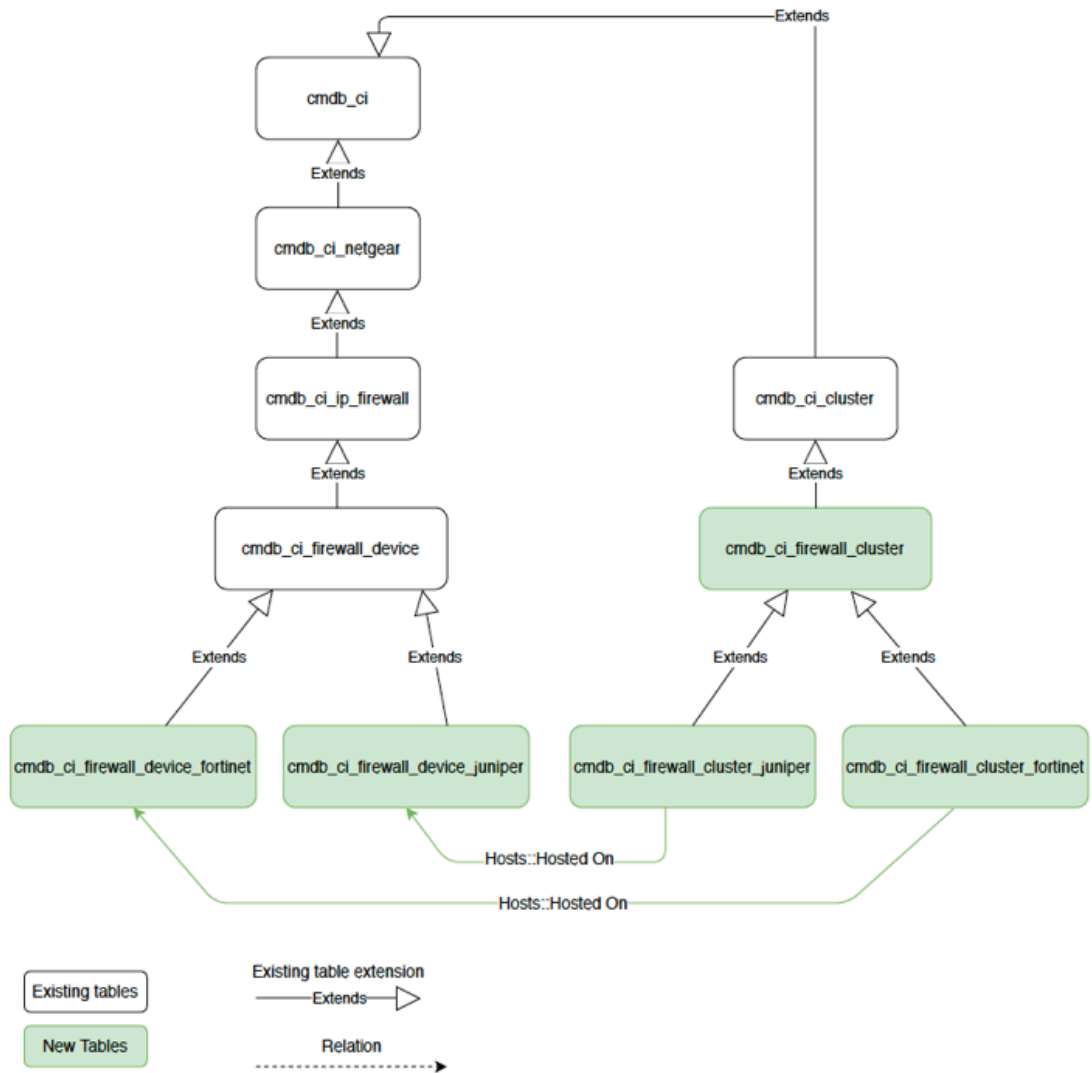 Extends
cmdb_ci
Extends
cmdb_ci_netgear
Extends
cmdb_ci_ip_firewall
cmdb_ci_cluster
Extends
Extends
cmdb_ci_firewall_device
cmdb_ci_firewall_cluster
Extends
Extends
Extends
Extends
cmdb_ci_firewall_device_fortinet
cmdb_ci_firewall_device_juniper
cmdb_ci_firewall_cluster_juniper
cmdb_ci_firewall_cluster_fortinet
Hosts::Hosted On
Hosts::Hosted On
Existing tables
Existing table extension
Extends
New Tables
Relation